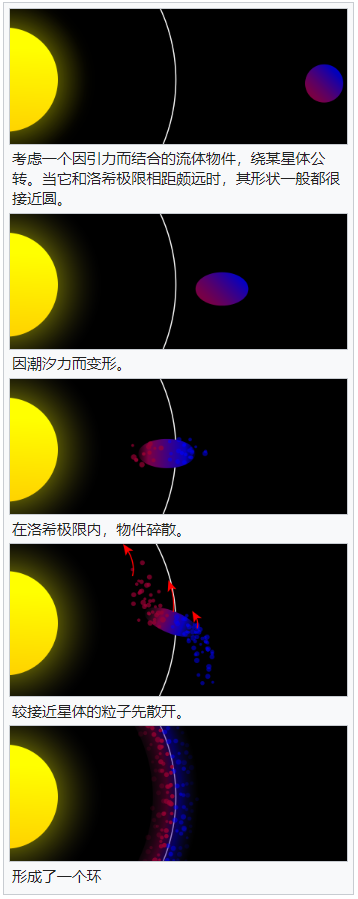 考虑一个因引力而结合的流体物件，绕某星体公
转。当它和洛希极限相距颇远时，其形状一般都很
接近圆。
因潮汐力而变形。
在洛希极限内，物件碎散。
较接近星体的粒子先散开。
形成了一个环